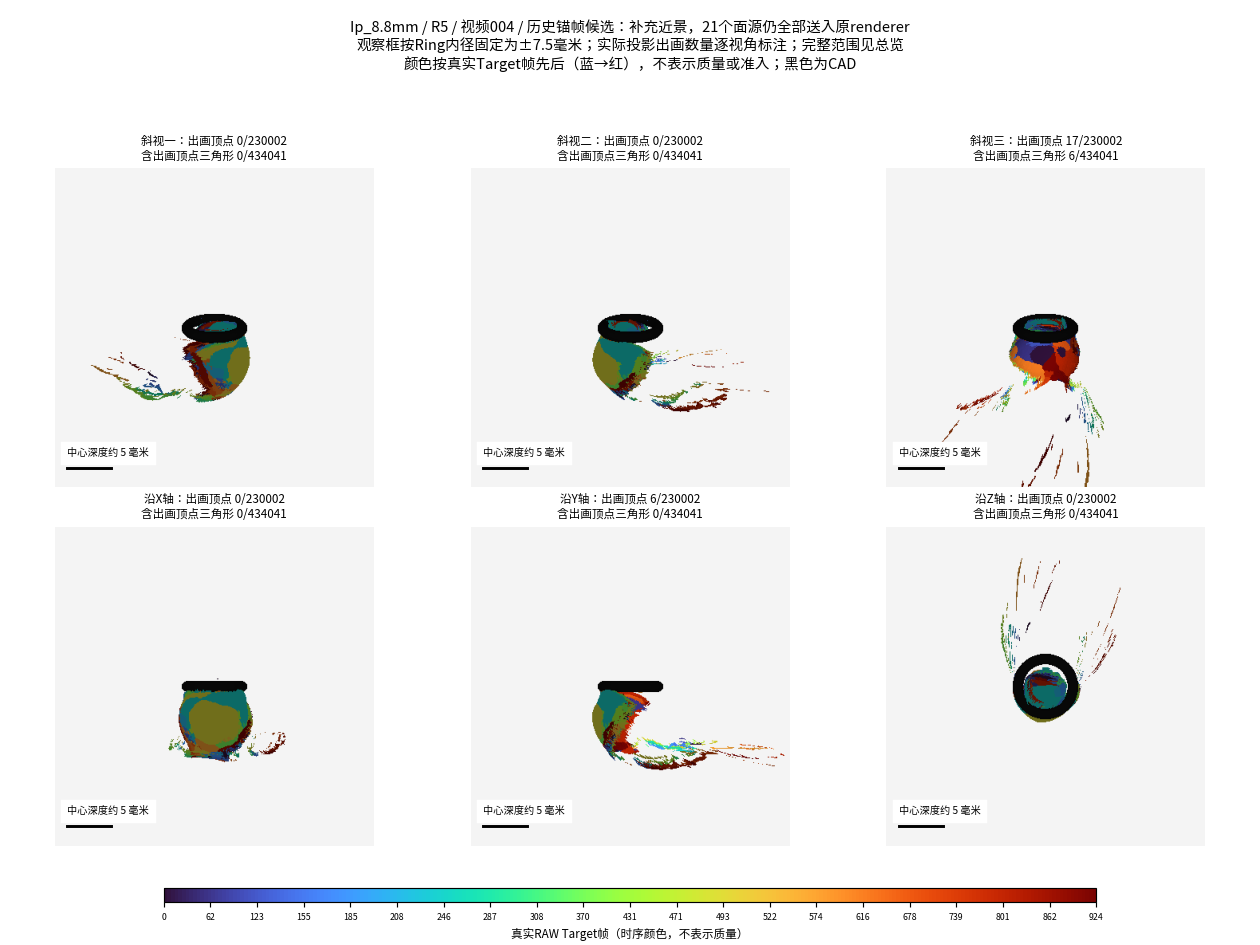 Ip_8.8mm / R5 / 视频004 / 历史锚帧候选：补充近景，21个面源仍全部送入原renderer
观察框按Ring内径固定为±7.5毫米；实际投影出画数量逐视角标注；完整范围见总览
颜色按真实Target帧先后（蓝→红），不表示质量或准入；黑色为CAD
斜视一：出画顶点 0/230002
含出画顶点三角形 0/434041
斜视二：出画顶点 0/230002
含出画顶点三角形 0/434041
斜视三：出画顶点 17/230002
含出画顶点三角形 6/434041
中心深度约 5 毫米
中心深度约 5 毫米
中心深度约 5 毫米
沿X轴：出画顶点 0/230002
含出画顶点三角形 0/434041
沿Y轴：出画顶点 6/230002
含出画顶点三角形 0/434041
沿Z轴：出画顶点 0/230002
含出画顶点三角形 0/434041
中心深度约 5 毫米
中心深度约 5 毫米
中心深度约 5 毫米
0 62 123 155 185 208 246 287 308 370 431 471 493 522 574 616 678 739 801 862 924
真实RAW Target帧（时序颜色，不表示质量）